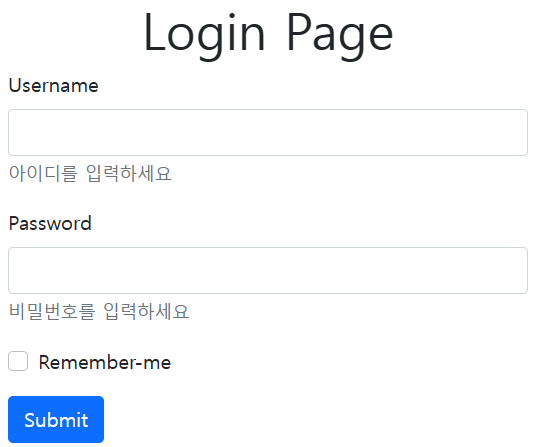 Login Page
Username
아이디를 입력하세요
Password
비밀번호를 입력하세요
Remember-me
Submit